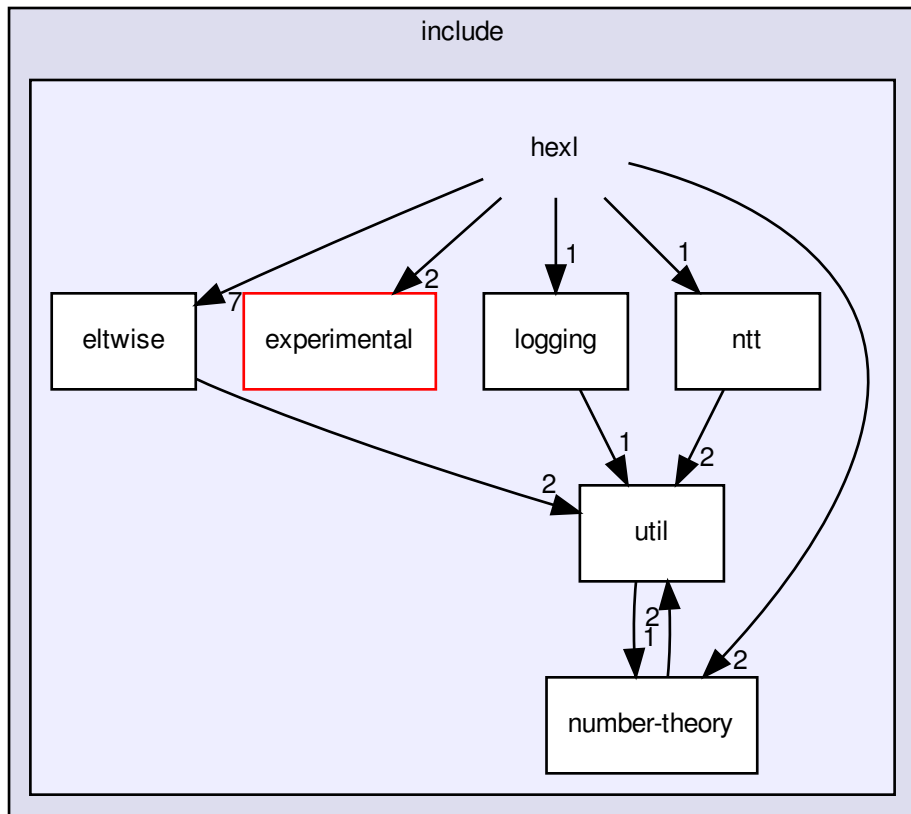 include
hexl
1
1
2
7
eltwise
experimental
logging
ntt
1
2
2
util
2
1
2
number-theory